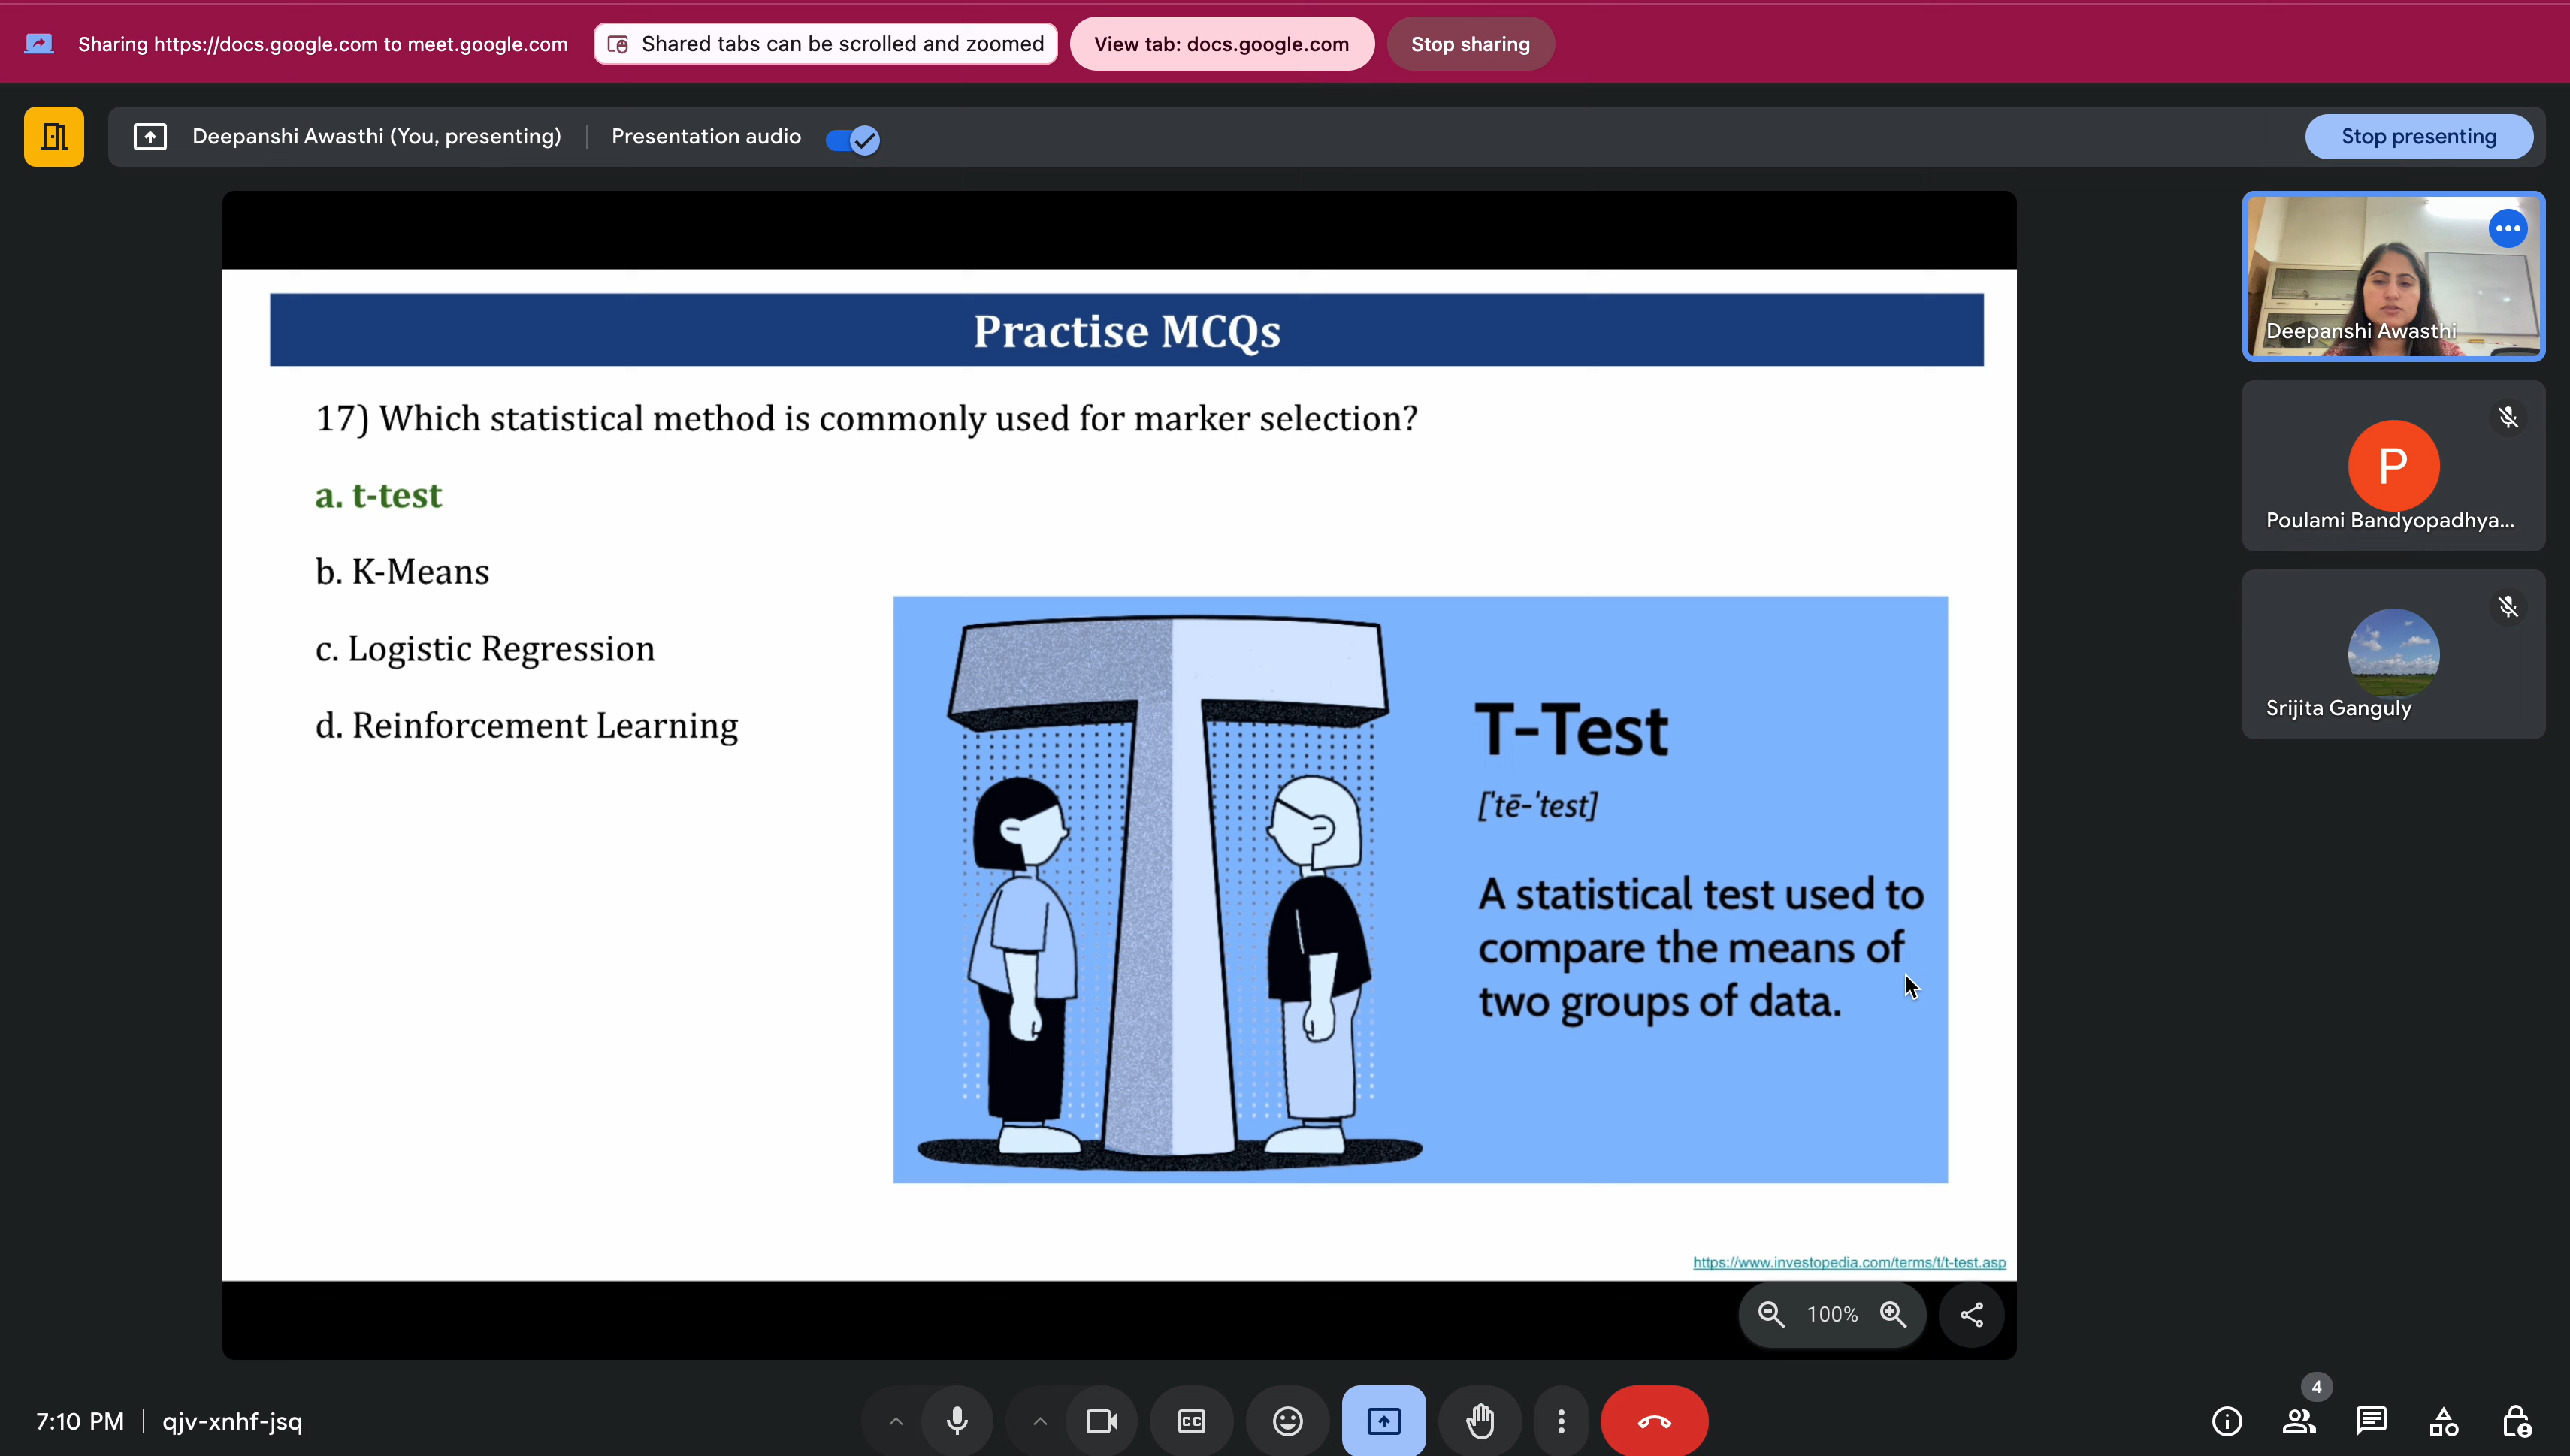 Sharing https://docs.google.com to meet.google.com
Shared tabs can be scrolled and zoomed
View tab: docs.google.com
Stop sharing
Deepanshi Awasthi (You, presenting)
Presentation audio
Stop presenting
Practise MCQs
17) Which statistical method is commonly used for marker selection?
a. t-test
b. K-Means
c. Logistic Regression
d. Reinforcement Learning
T-Test
['tē-'test]
A statistical test used to
compare the means of
two groups of data.
https://www.investopedia.com/terms/t/t-test.asp
100%
Deepanshi Awasthi
P
Poulami Bandyopadhya...
Srijita Ganguly
7:10 PM
qjv-xnhf-jsq
CC
4